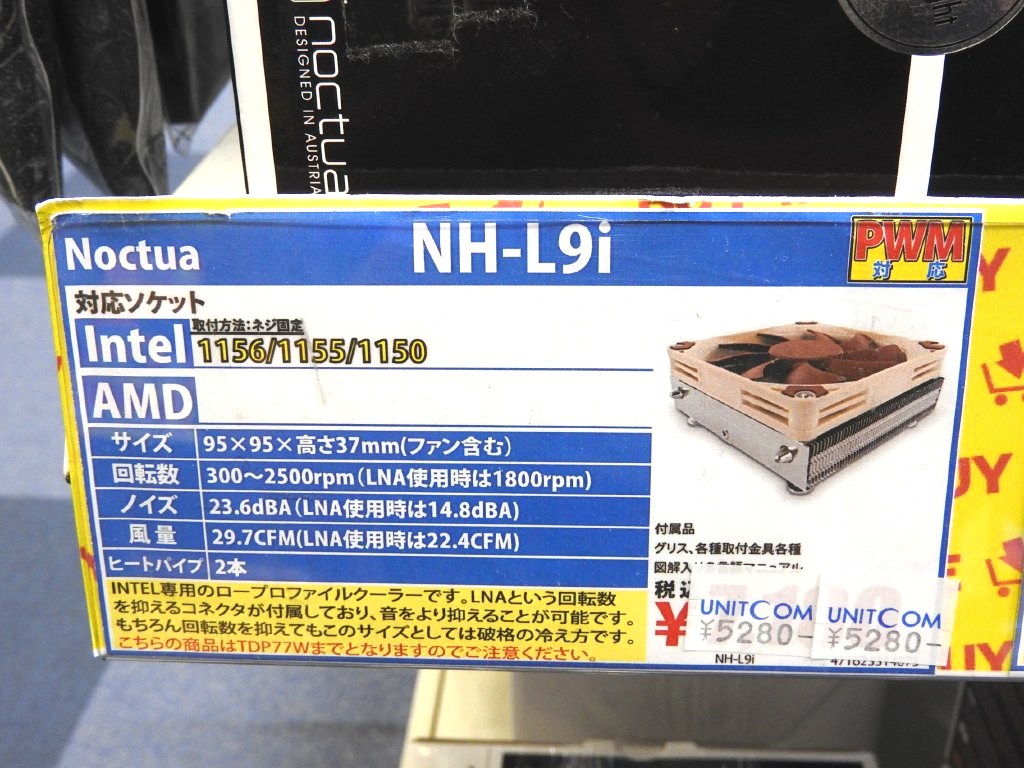 noctua
DESIGNED IN AUSTRIA
Noctua
NH-L9i
PWM
対応
対応ソケット
Intel
取付方法:ネジ固定
1156/1155/1150
AMD
サイズ 95×95×高さ37mm(ファン含む)
回転数 300~2500rpm(LNA使用時は1800rpm)
ノイズ 23.6dBA(LNA使用時は14.8dBA)
風量 29.7CFM(LNA使用時は22.4CFM)
ヒートパイプ 2本
付属品
グリス、各種取付金具各種
INTEL専用のロープロファイルクーラーです。LNAという回転数
を抑えるコネクタが付属しており、音をより抑えることが可能です。
もちろん回転数を抑えてもこのサイズとしては破格の冷え方です。
こちらの商品はTDP77Wまでとなりますのでご注意ください。
¥
UNITCOM
¥5280-
UNITCOM
¥5280-
NH-L9i